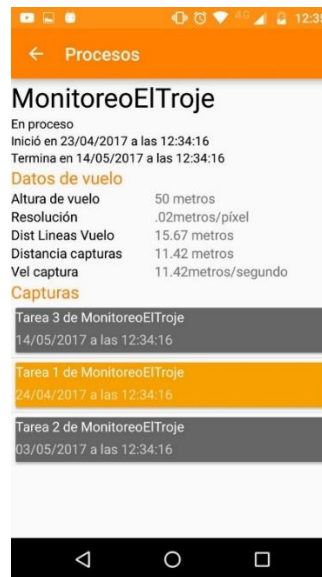 4G 12:35
Procesos
MonitoreoElTroje
En proceso
Inició en 23/04/2017 a las 12:34:16
Termina en 14/05/2017 a las 12:34:16
Datos de vuelo
Altura de vuelo 50 metros
Resolución .02metros/píxel
Dist Lineas Vuelo 15.67 metros
Distancia capturas 11.42 metros
Vel captura 11.42metros/segundo
Capturas
Tarea 3 de MonitoreoElTroje
14/05/2017 a las 12:34:16
Tarea 1 de MonitoreoElTroje
24/04/2017 a las 12:34:16
Tarea 2 de MonitoreoElTroje
03/05/2017 a las 12:34:16